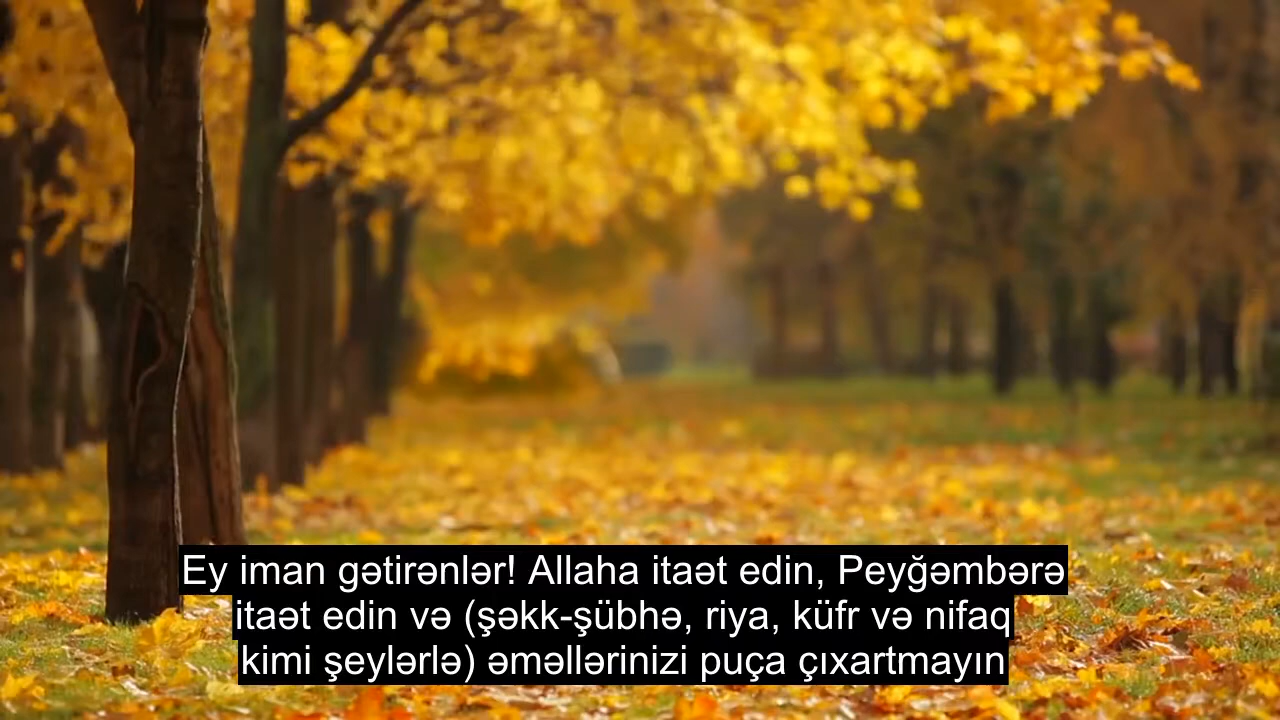 Ey iman gətirənlər! Allaha itaət edin, Peyğəmbərə
itaət edin və (şəkk-şübhə, riya, küfr və nifaq
kimi şeylərlə) əməllərinizi puça çıxartmayın